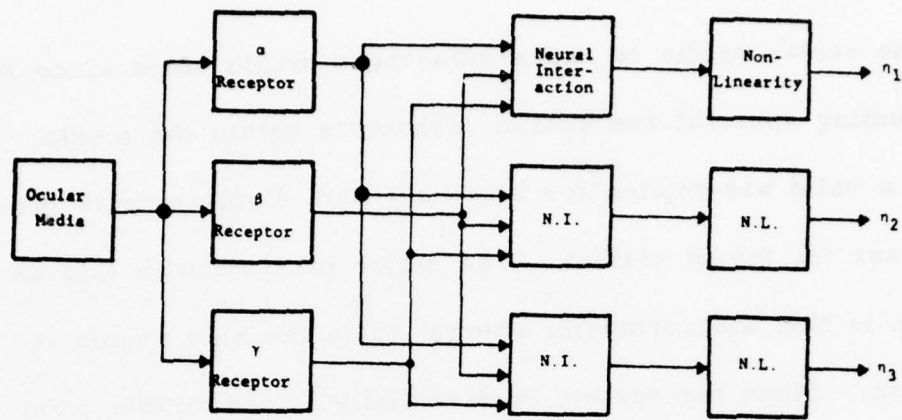 α
Receptor
Neural
Inter-
action
Non-
Linearity
η1
Ocular
Media
β
Receptor
N.I.
N.L.
η2
γ
Receptor
N.I.
N.L.
η3